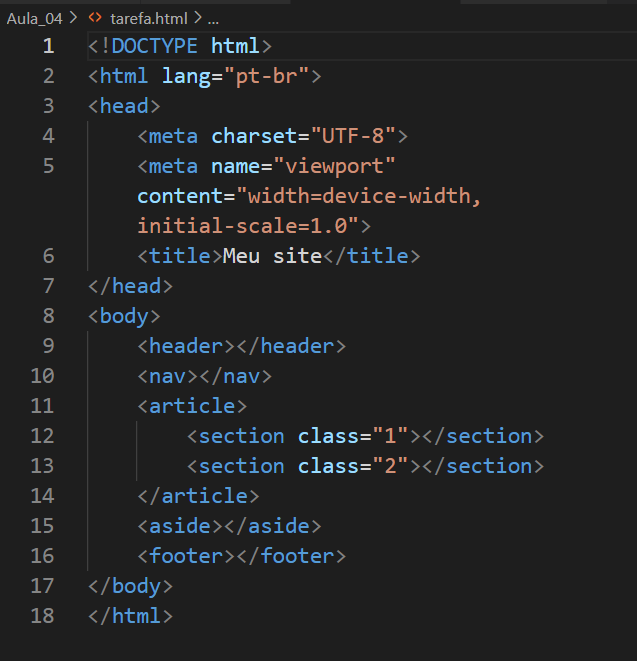 Aula_04 > <> tarefa.html > ...
1 <!DOCTYPE html>
2 <html lang="pt-br">
3 <head>
4 <meta charset="UTF-8">
5 <meta name="viewport"
content="width=device-width,
initial-scale=1.0">
6 <title>Meu site</title>
7 </head>
8 <body>
9 <header></header>
10 <nav></nav>
11 <article>
12 <section class="1"></section>
13 <section class="2"></section>
14 </article>
15 <aside></aside>
16 <footer></footer>
17 </body>
18 </html>